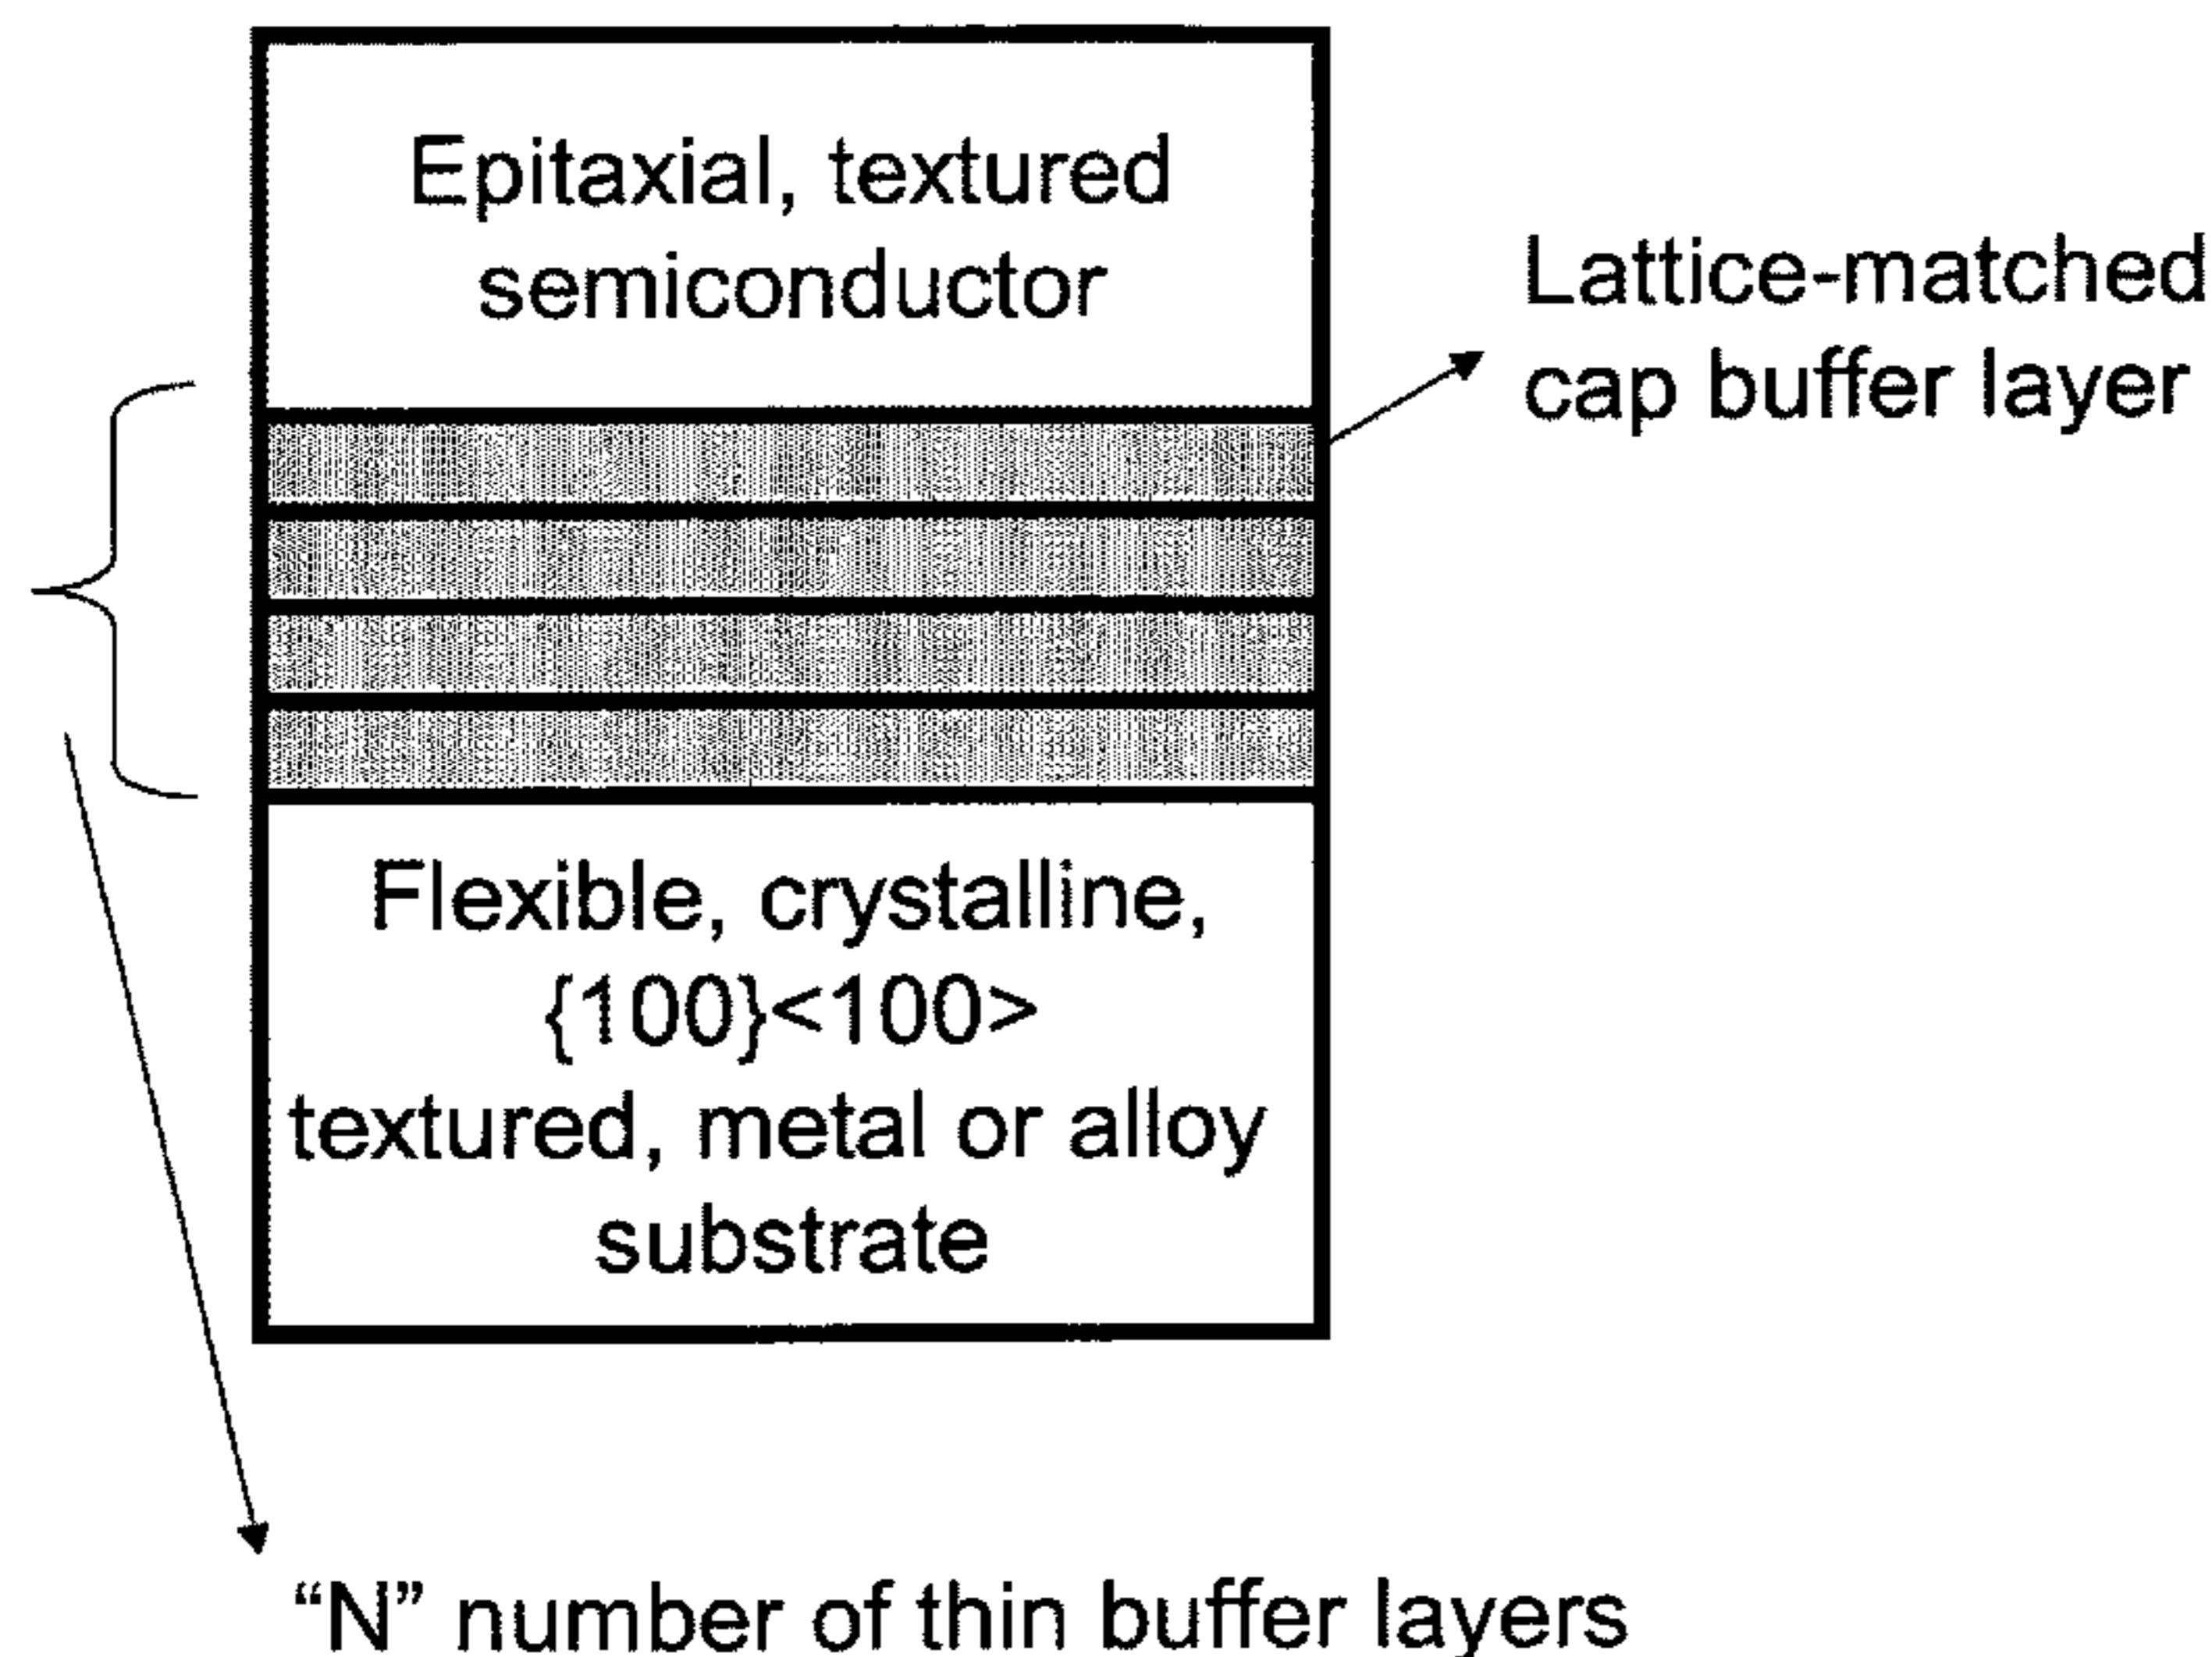 Epitaxial, textured
semiconductor
Lattice-matched
cap buffer layer
Flexible, crystalline,
{100}<100>
textured, metal or alloy
substrate
“N” number of thin buffer layers